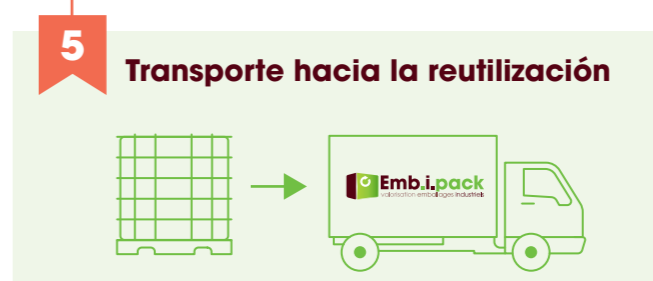 5
Transporte hacia la reutilización
Emb.i.pack
valorisation emballages industriels